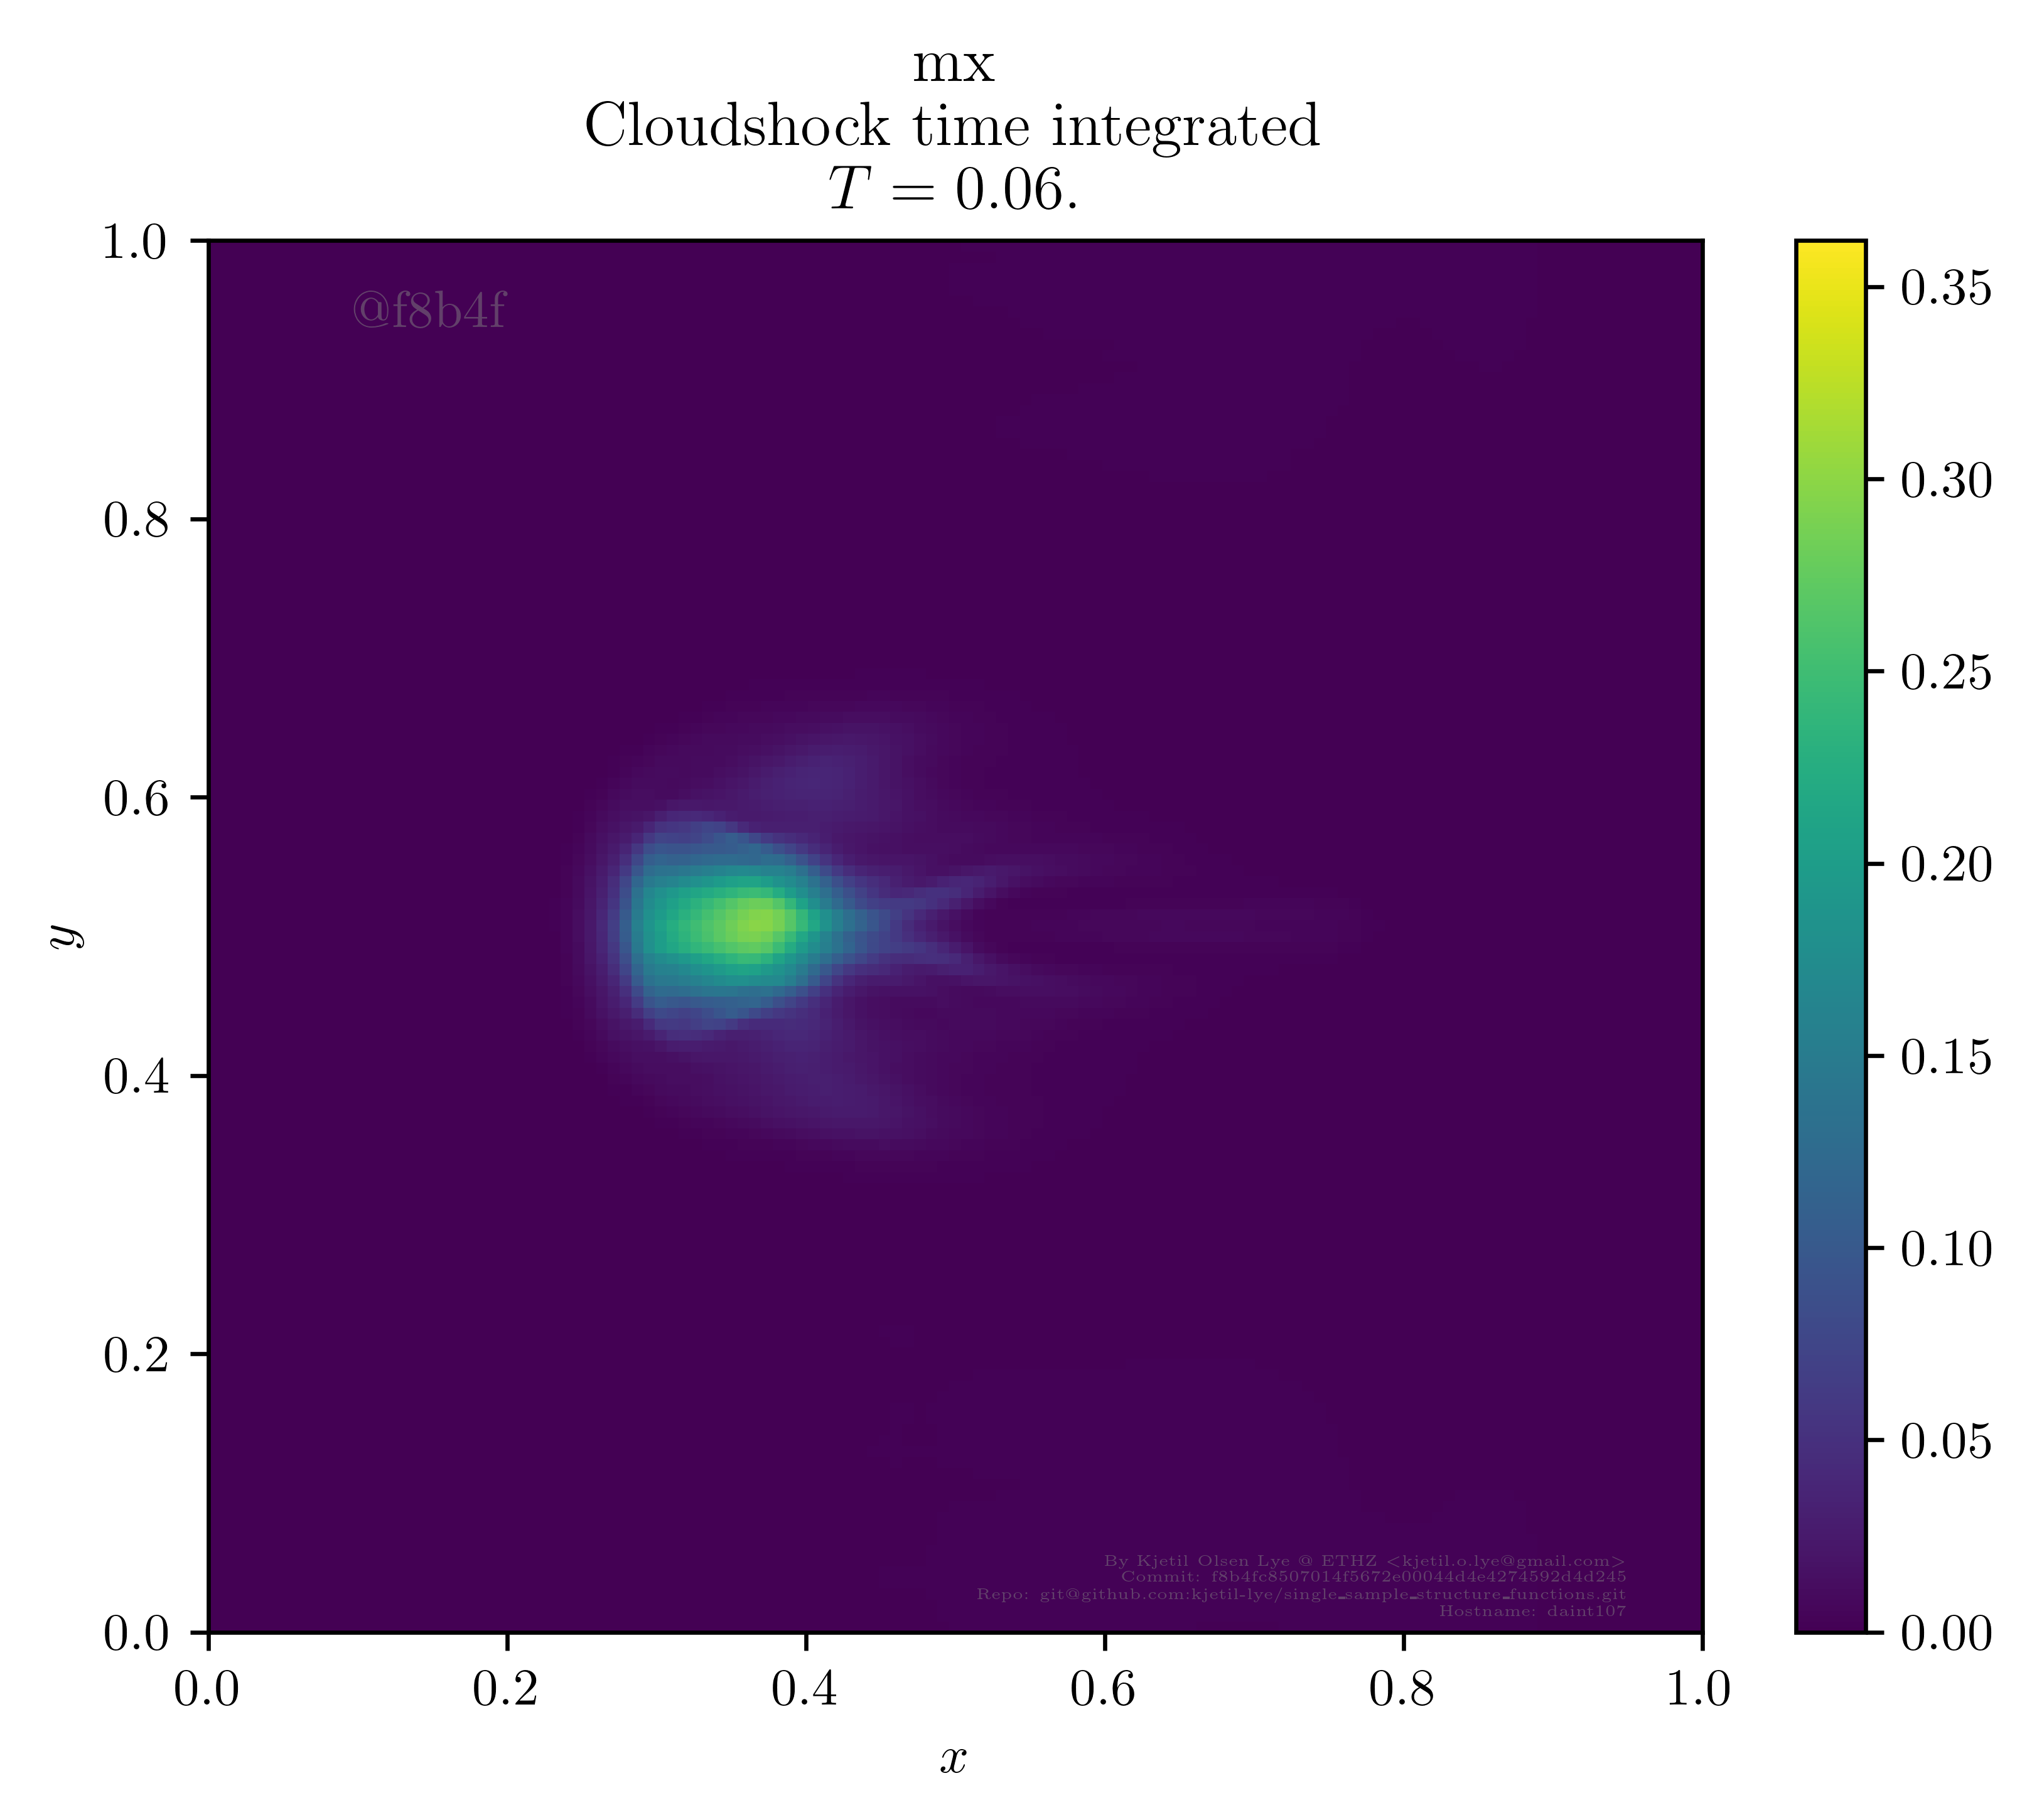 mx
Cloudshock time integrated
T = 0.06.
@f8b4f
1.0
0.8
0.6
0.4
0.2
0.0
y
0.0 0.2 0.4 0.6 0.8 1.0
x
0.35
0.30
0.25
0.20
0.15
0.10
0.05
0.00
By Kjetil Olsen Lye @ ETHZ <kjetil.o.lye@gmail.com>
Commit: f8b4fc8507014f5672e00044d4e4274592d4d245
Repo: git@github.com:kjetil-lye/single_sample_structure_functions.git
Hostname: daint107